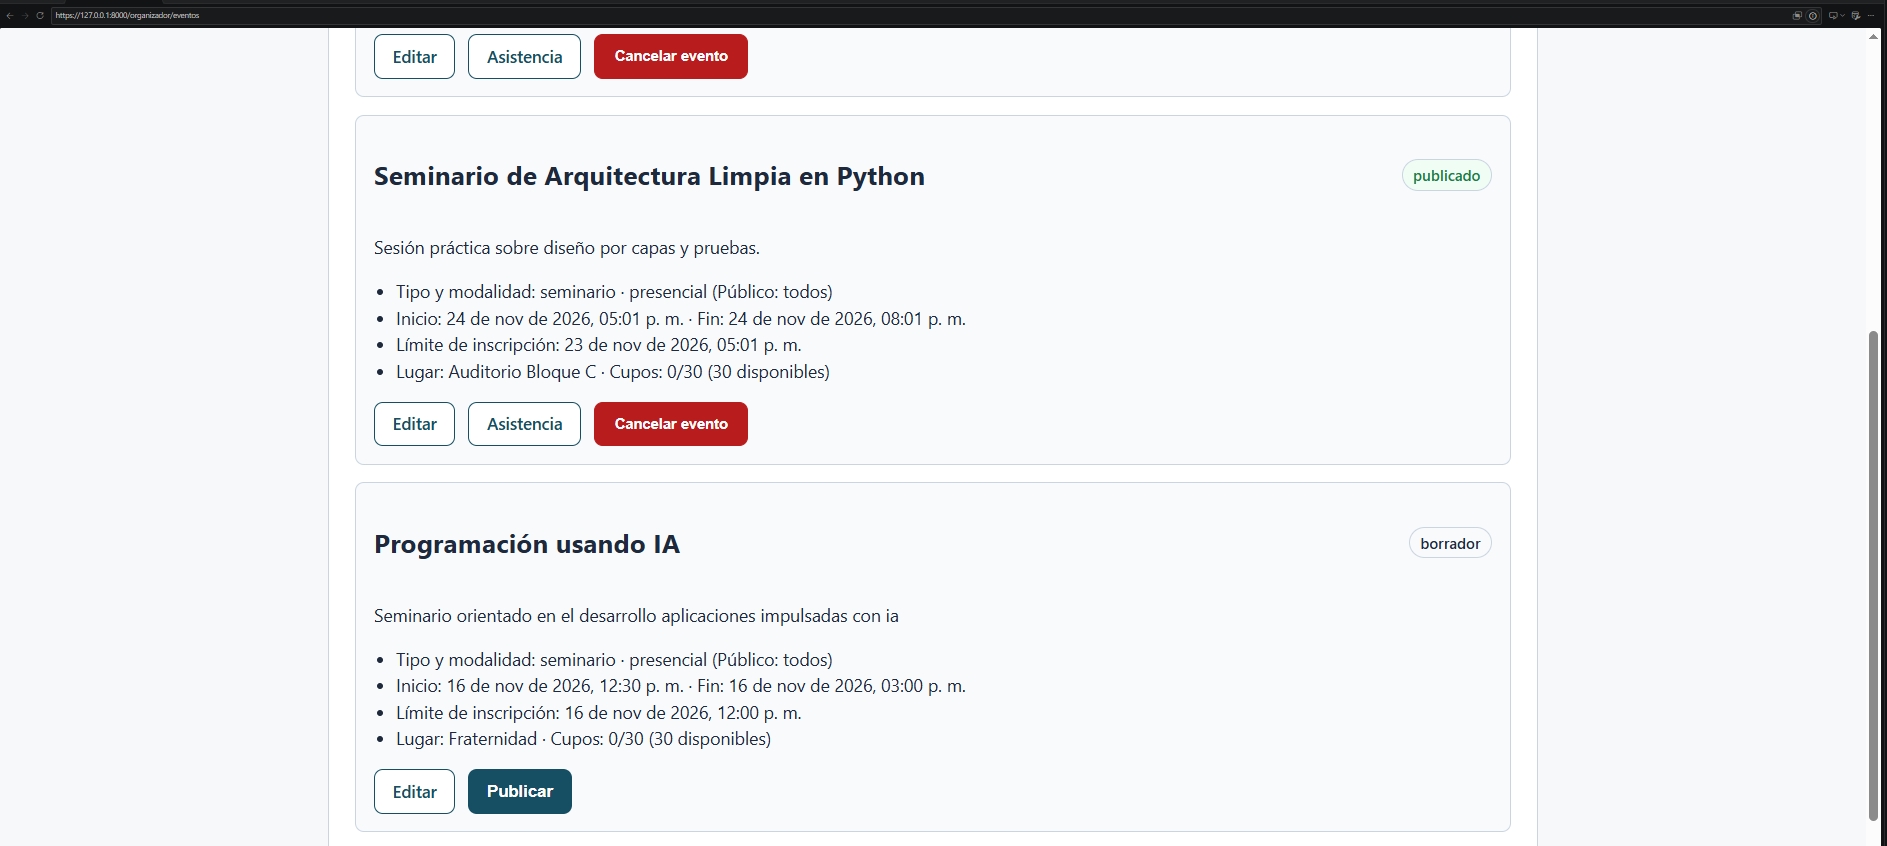 https://127.0.0.1:8000/organizador/eventos
Editar
Asistencia
Cancelar evento
Seminario de Arquitectura Limpia en Python
publicado
Sesión práctica sobre diseño por capas y pruebas.
• Tipo y modalidad: seminario · presencial (Público: todos)
• Inicio: 24 de nov de 2026, 05:01 p. m. · Fin: 24 de nov de 2026, 08:01 p. m.
• Límite de inscripción: 23 de nov de 2026, 05:01 p. m.
• Lugar: Auditorio Bloque C · Cupos: 0/30 (30 disponibles)
Editar
Asistencia
Cancelar evento
Programación usando IA
borrador
Seminario orientado en el desarrollo aplicaciones impulsadas con ia
• Tipo y modalidad: seminario · presencial (Público: todos)
• Inicio: 16 de nov de 2026, 12:30 p. m. · Fin: 16 de nov de 2026, 03:00 p. m.
• Límite de inscripción: 16 de nov de 2026, 12:00 p. m.
• Lugar: Fraternidad · Cupos: 0/30 (30 disponibles)
Editar
Publicar